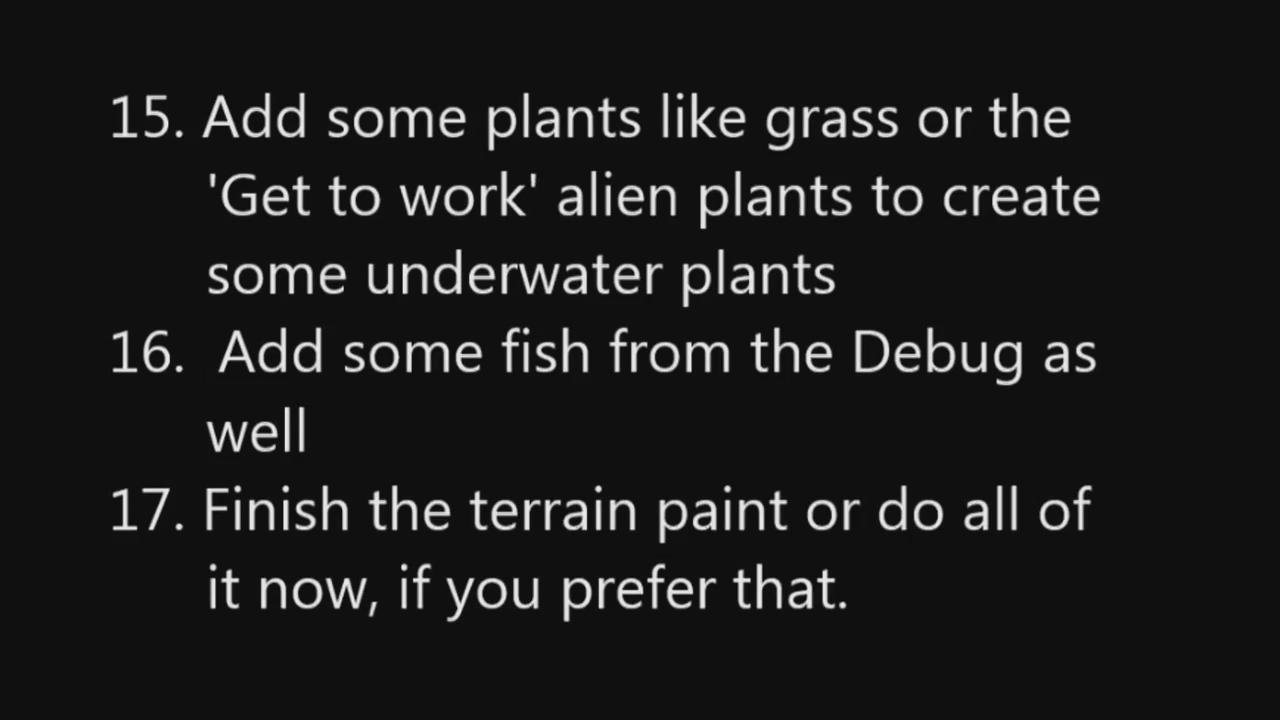 15. Add some plants like grass or the
'Get to work' alien plants to create
some underwater plants
16. Add some fish from the Debug as
well
17. Finish the terrain paint or do all of
it now, if you prefer that.